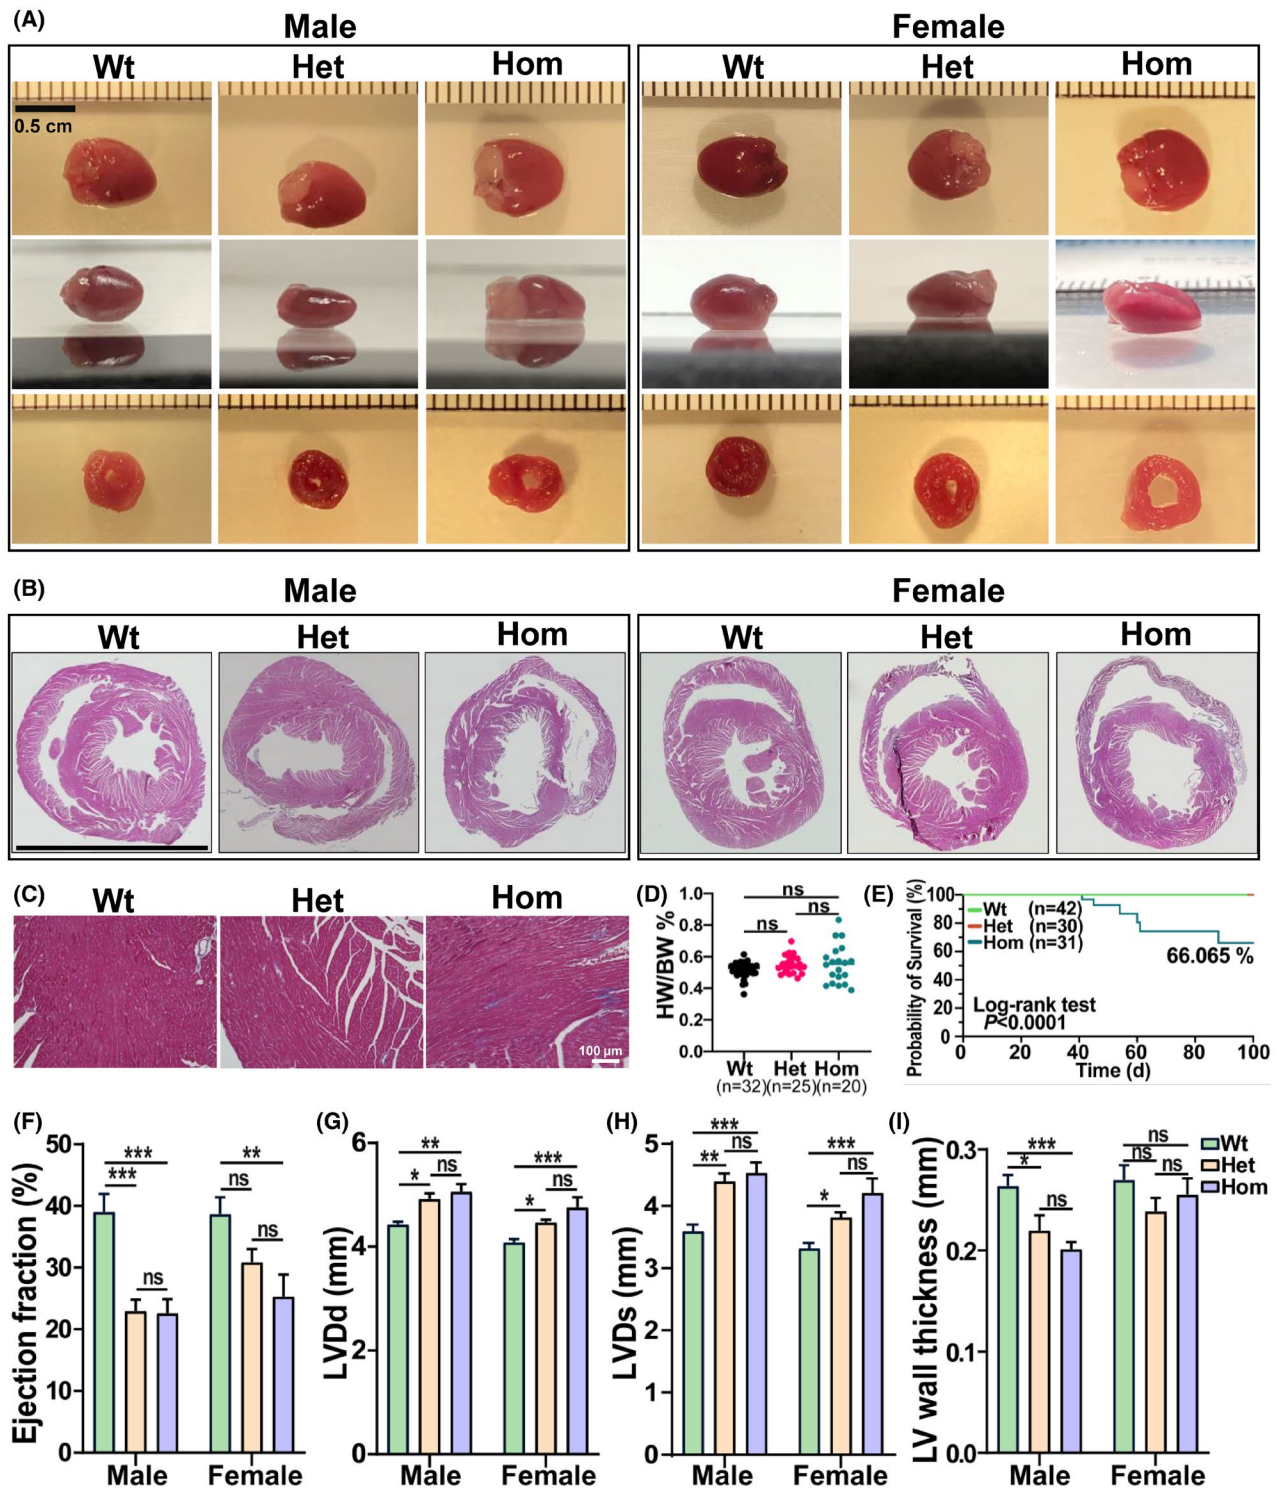 (A)
Male
Female
Wt
Het
Hom
Wt
Het
Hom
0.5 cm
(B)
Male
Female
Wt
Het
Hom
Wt
Het
Hom
(C)
Wt
Het
Hom
100 µm
(D)
HW/BW %
1.0
0.8
0.6
0.4
0.2
0.0
ns
ns
ns
Wt
Het
Hom
(n=32)(n=25)(n=20)
(E)
Probability of Survival (%)
100
80
60
40
20
0
Wt (n=42)
Het (n=30)
Hom (n=31)
66.065 %
Log-rank test
P<0.0001
0
20
40
60
80
100
Time (d)
(F)
Ejection fraction (%)
50
40
30
20
10
0
***
***
ns
**
ns
ns
Male
Female
(G)
LVDd (mm)
6
4
2
0
**
ns
*
***
ns
*
Male
Female
(H)
LVDs (mm)
5
4
3
2
1
0
***
ns
**
***
ns
*
Male
Female
(I)
LV wall thickness (mm)
0.3
0.2
0.1
0.0
***
*
ns
ns
ns
ns
Male
Female
Wt
Het
Hom